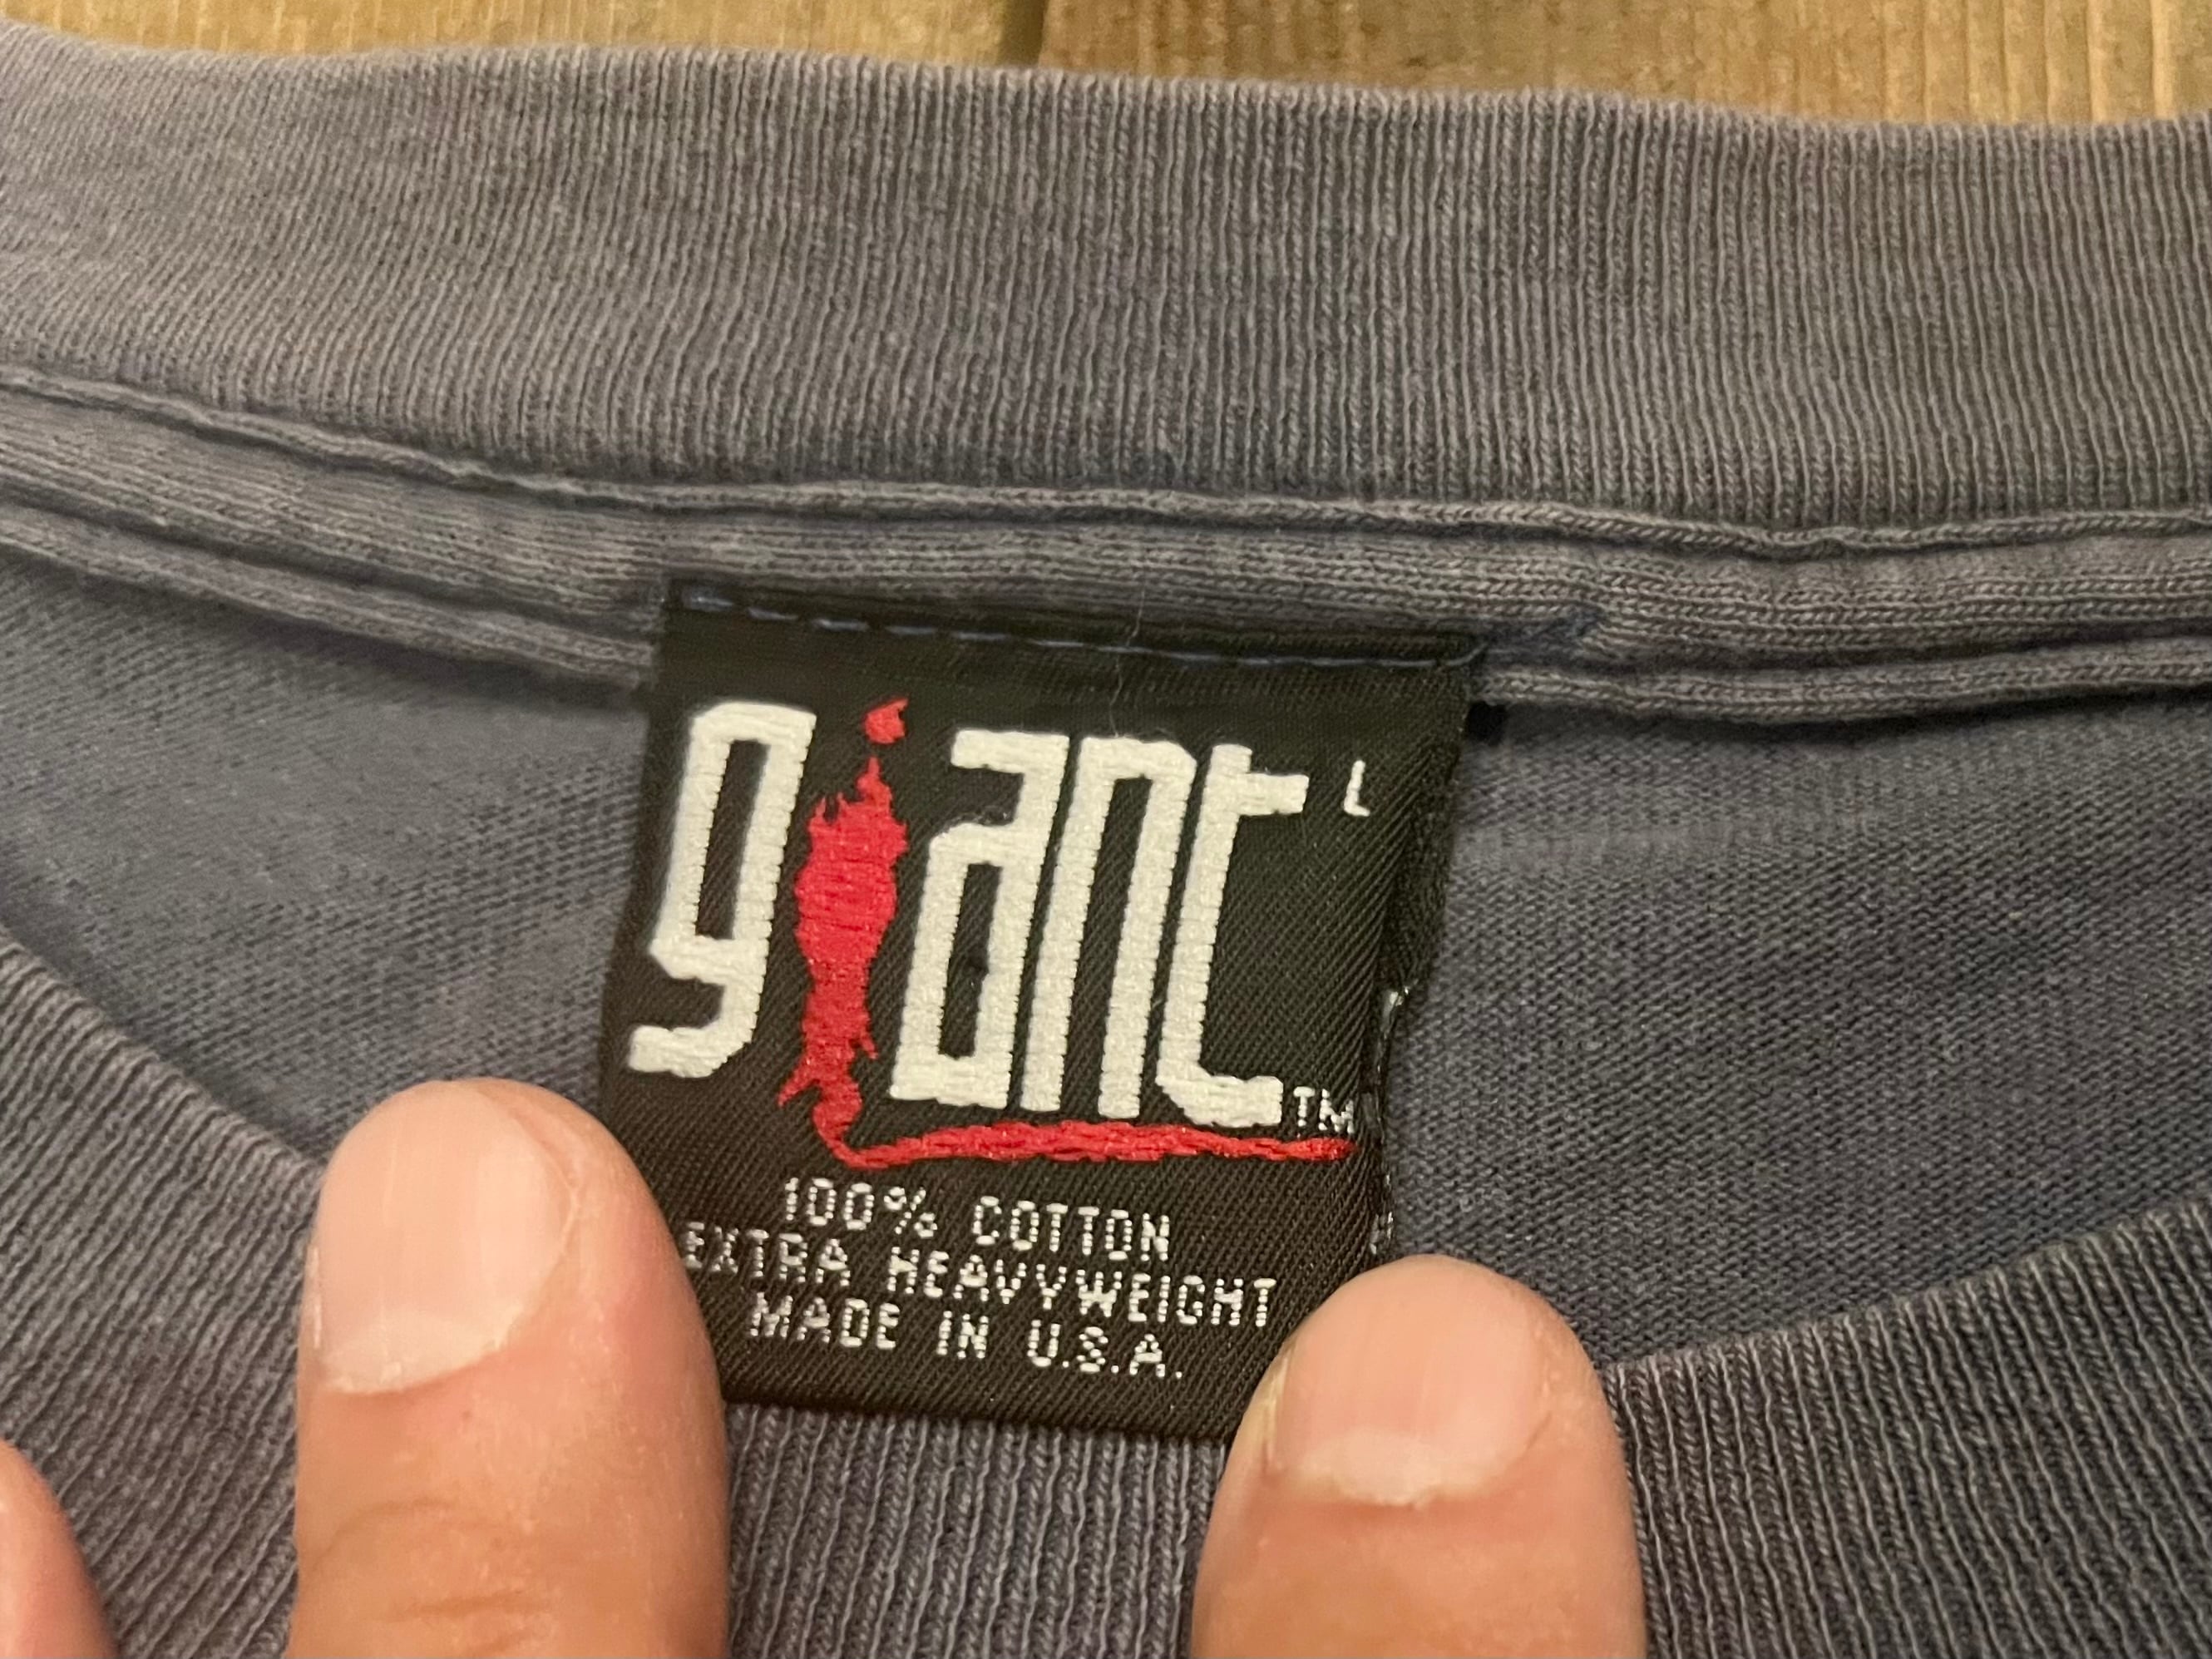 giant L
TM
100% COTTON
EXTRA HEAVYWEIGHT
MADE IN U.S.A.